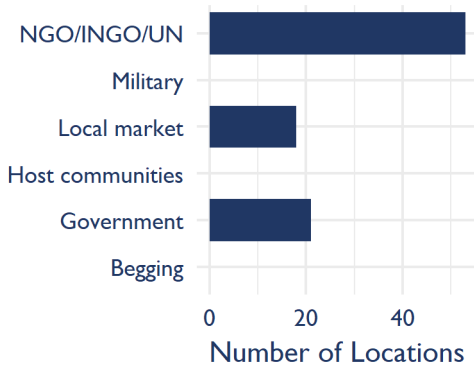 NGO/INGO/UN
Military
Local market
Host communities
Government
Begging
0 20 40
Number of Locations